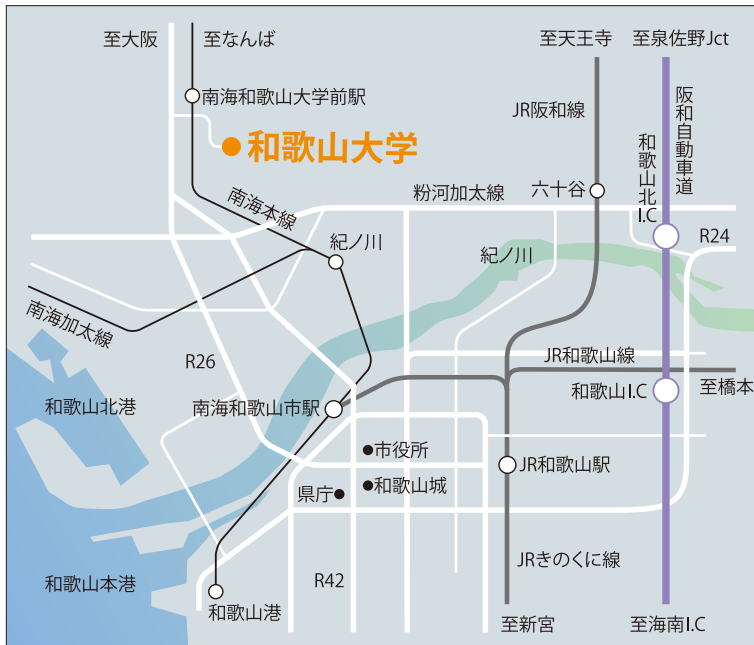 至大阪
至なんば
至天王寺
至泉佐野Jct
南海和歌山大学前駅
JR阪和線
阪和自動車道
和歌山大学
和歌山北I.C
六十谷
粉河加太線
南海本線
R24
紀ノ川
紀ノ川
南海加太線
R26
JR和歌山線
至橋本
和歌山I.C
和歌山北港
南海和歌山市駅
市役所
JR和歌山駅
県庁
和歌山城
JRきのくに線
和歌山本港
R42
和歌山港
至新宮
至海南I.C